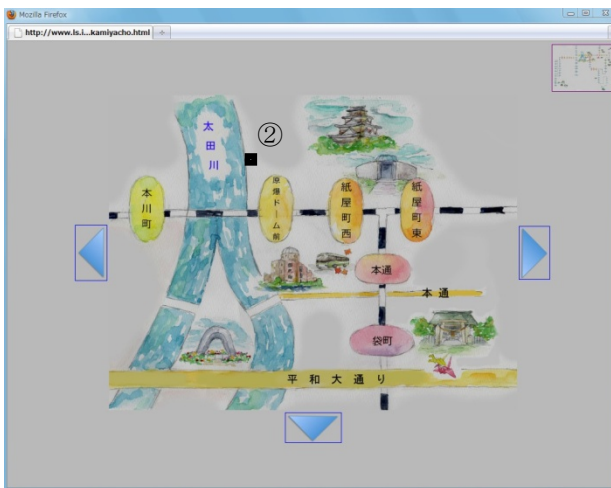 Mozilla Firefox
http://www.ls.i...kamiyacho.html
太田川
②
本川町
原爆ドーム前
紙屋町西
紙屋町東
本通
本通
袋町
平和大通り